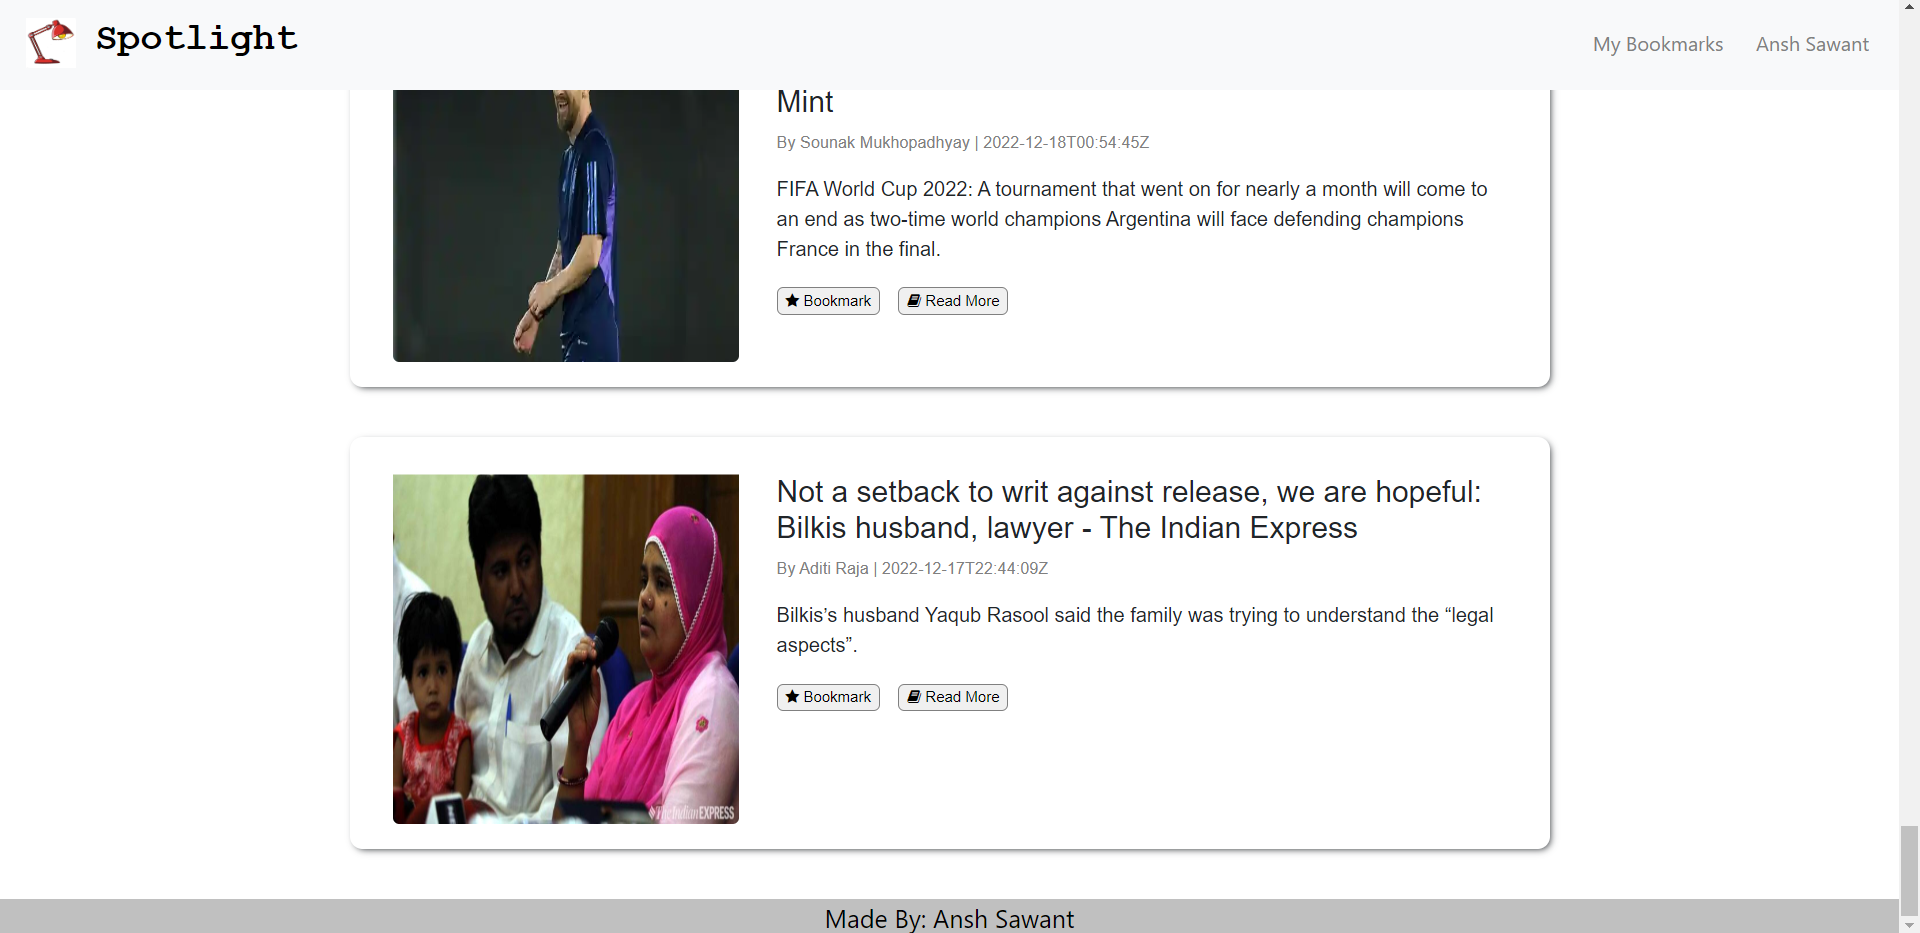 Spotlight
My Bookmarks Ansh Sawant
Mint
By Sounak Mukhopadhyay | 2022-12-18T00:54:45Z
FIFA World Cup 2022: A tournament that went on for nearly a month will come to
an end as two-time world champions Argentina will face defending champions
France in the final.
Bookmark Read More
Not a setback to writ against release, we are hopeful:
Bilkis husband, lawyer - The Indian Express
By Aditi Raja | 2022-12-17T22:44:09Z
Bilkis’s husband Yaqub Rasool said the family was trying to understand the “legal
aspects”.
Bookmark Read More
The Indian EXPRESS
Made By: Ansh Sawant